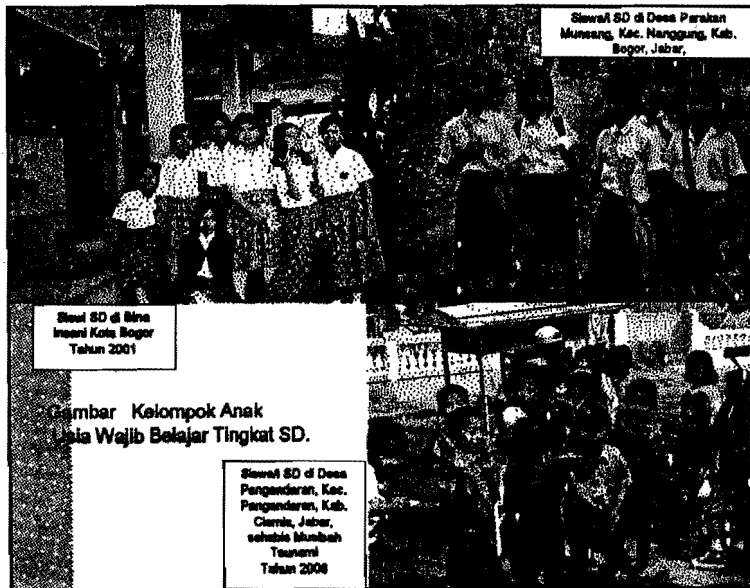 Siswa/i SD di Desa Parakan
Munsang, Kec. Nanggung, Kab.
Bogor, Jabar,
Siswi SD di Bina
Insani Kota Bogor
Tahun 2001
Gambar Kelompok Anak
Usia Wajib Belajar Tingkat SD.
Siswa/i SD di Desa
Pangandaran, Kec.
Pangandaran, Kab.
Ciamis, Jabar,
sehabis Musibah
Tsunami
Tahun 2006